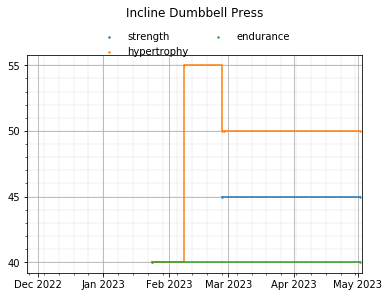 Incline Dumbbell Press
strength
endurance
hypertrophy
55
50
45
40
Dec 2022 Jan 2023 Feb 2023 Mar 2023 Apr 2023 May 2023